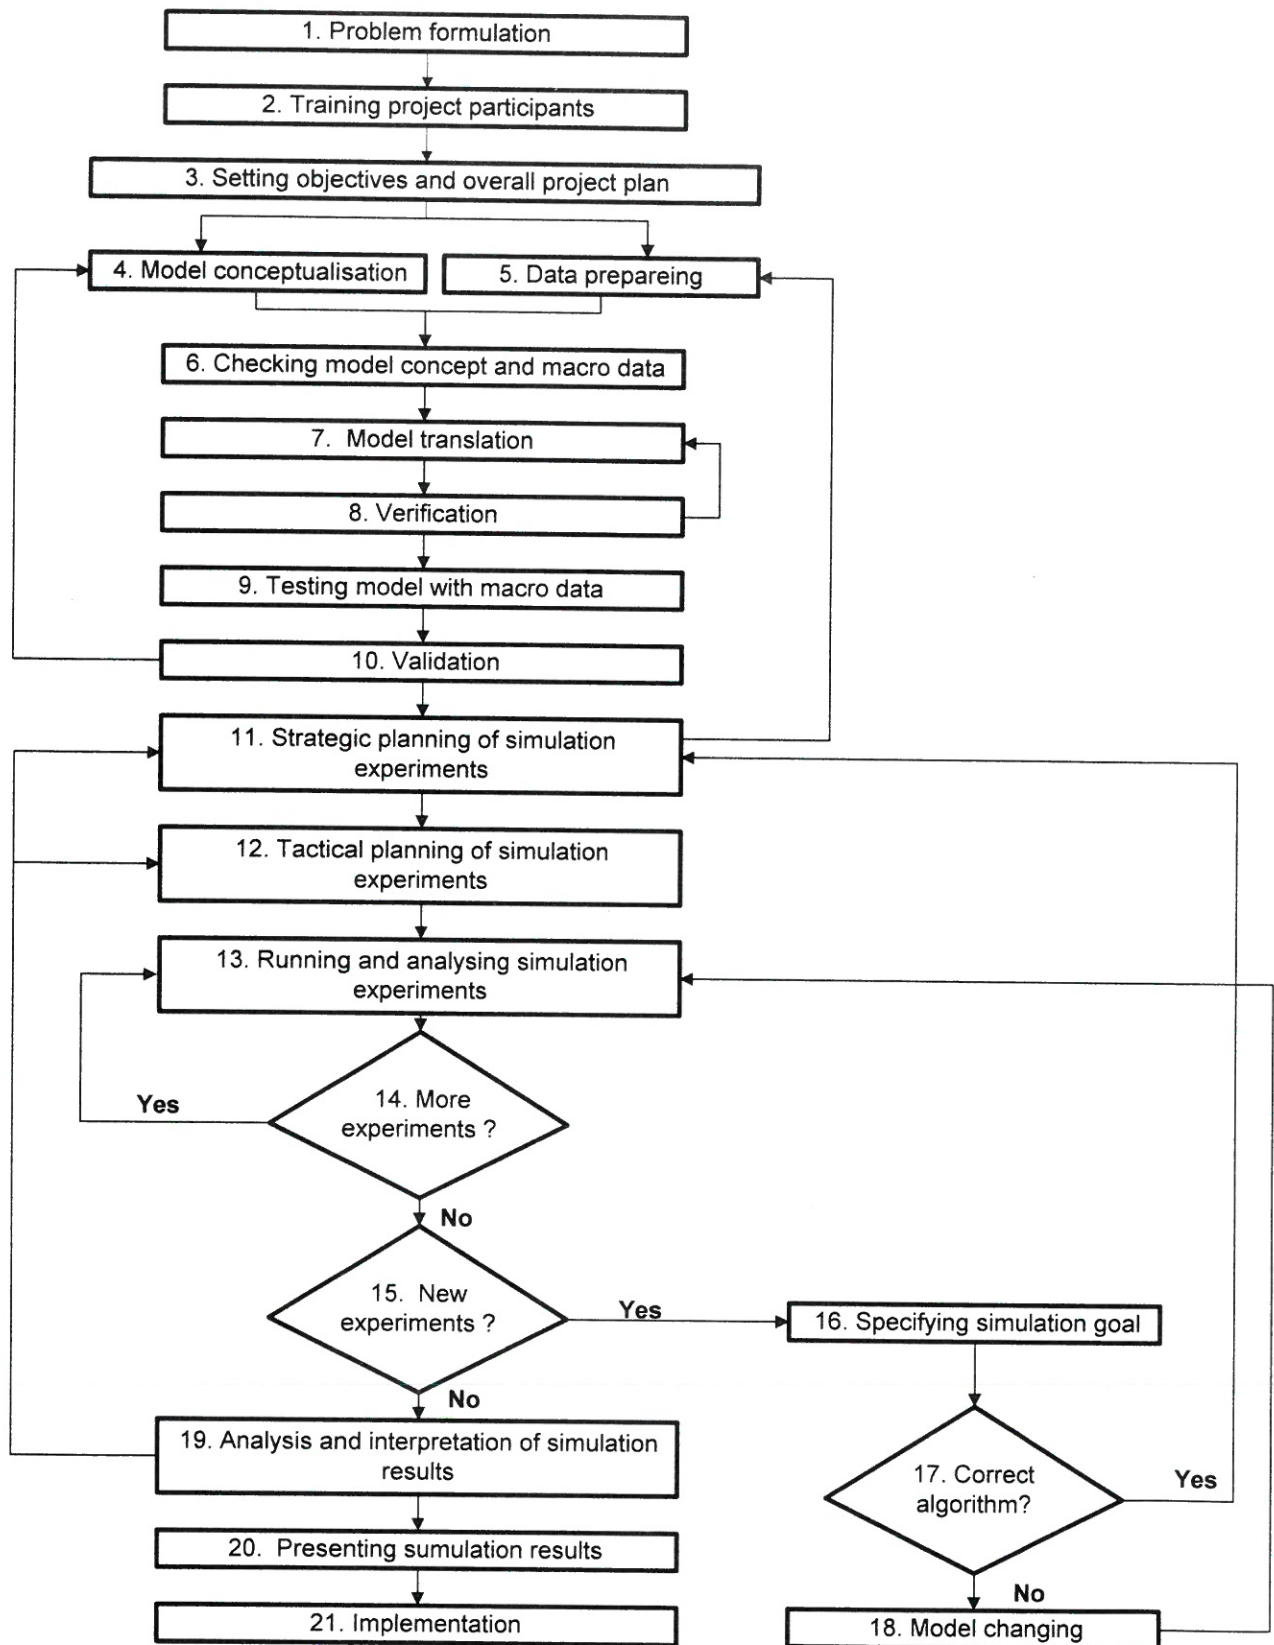 1. Problem formulation
2. Training project participants
3. Setting objectives and overall project plan
4. Model conceptualisation
5. Data prepareing
6. Checking model concept and macro data
7. Model translation
8. Verification
9. Testing model with macro data
10. Validation
11. Strategic planning of simulation
experiments
12. Tactical planning of simulation
experiments
13. Running and analysing simulation
experiments
Yes
14. More
experiments ?
No
15. New
experiments ?
Yes
16. Specifying simulation goal
No
19. Analysis and interpretation of simulation
results
17. Correct
algorithm?
Yes
20. Presenting sumulation results
No
21. Implementation
18. Model changing